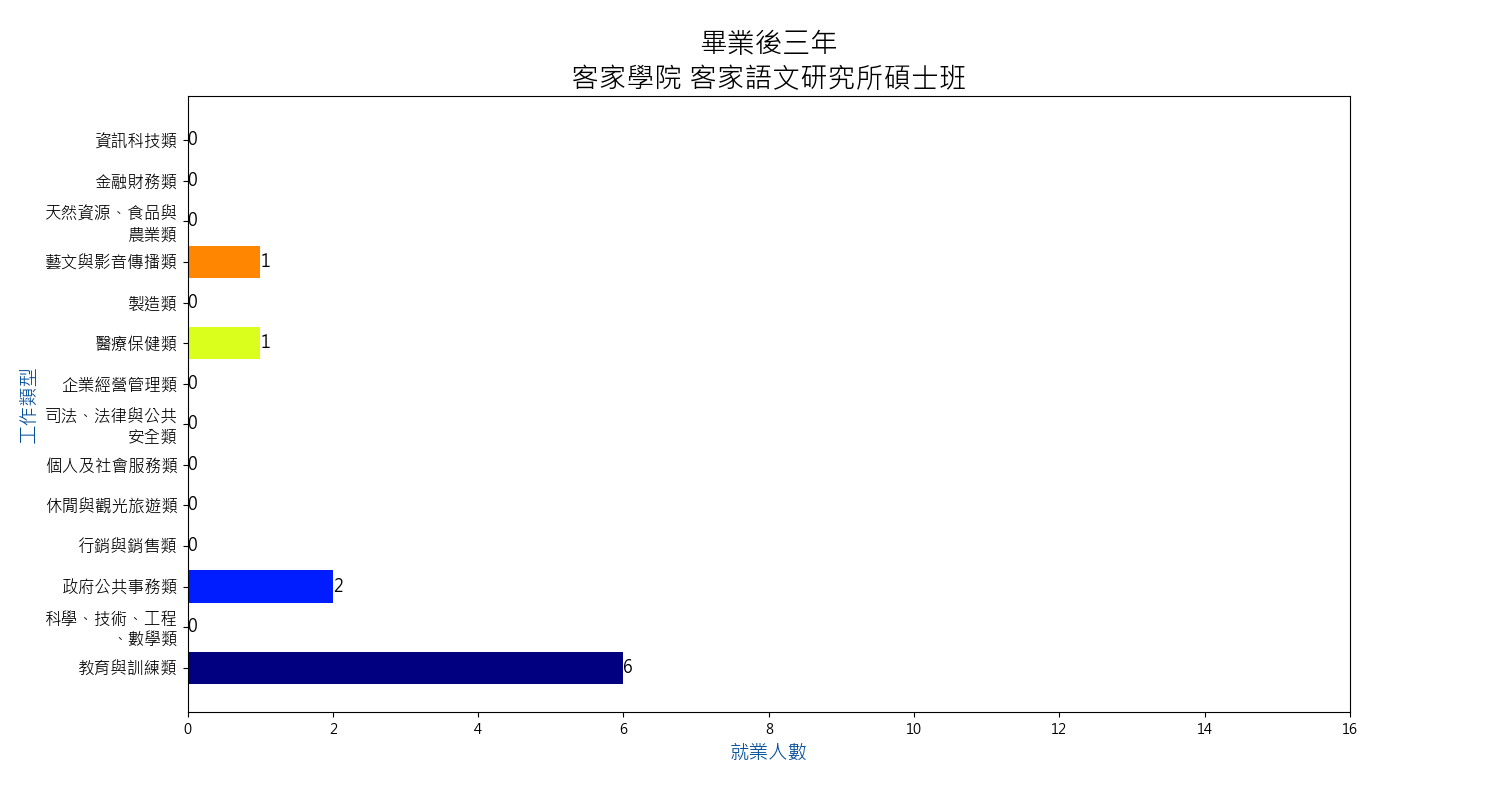 畢業後三年
客家學院 客家語文研究所碩士班
工作類型
資訊科技類 0
金融財務類 0
天然資源、食品與
農業類 0
藝文與影音傳播類 1
製造類 0
醫療保健類 1
企業經營管理類 0
司法、法律與公共
安全類 0
個人及社會服務類 0
休閒與觀光旅遊類 0
行銷與銷售類 0
政府公共事務類 2
科學、技術、工程
、數學類 0
教育與訓練類 6
0 2 4 6 8 10 12 14 16
就業人數